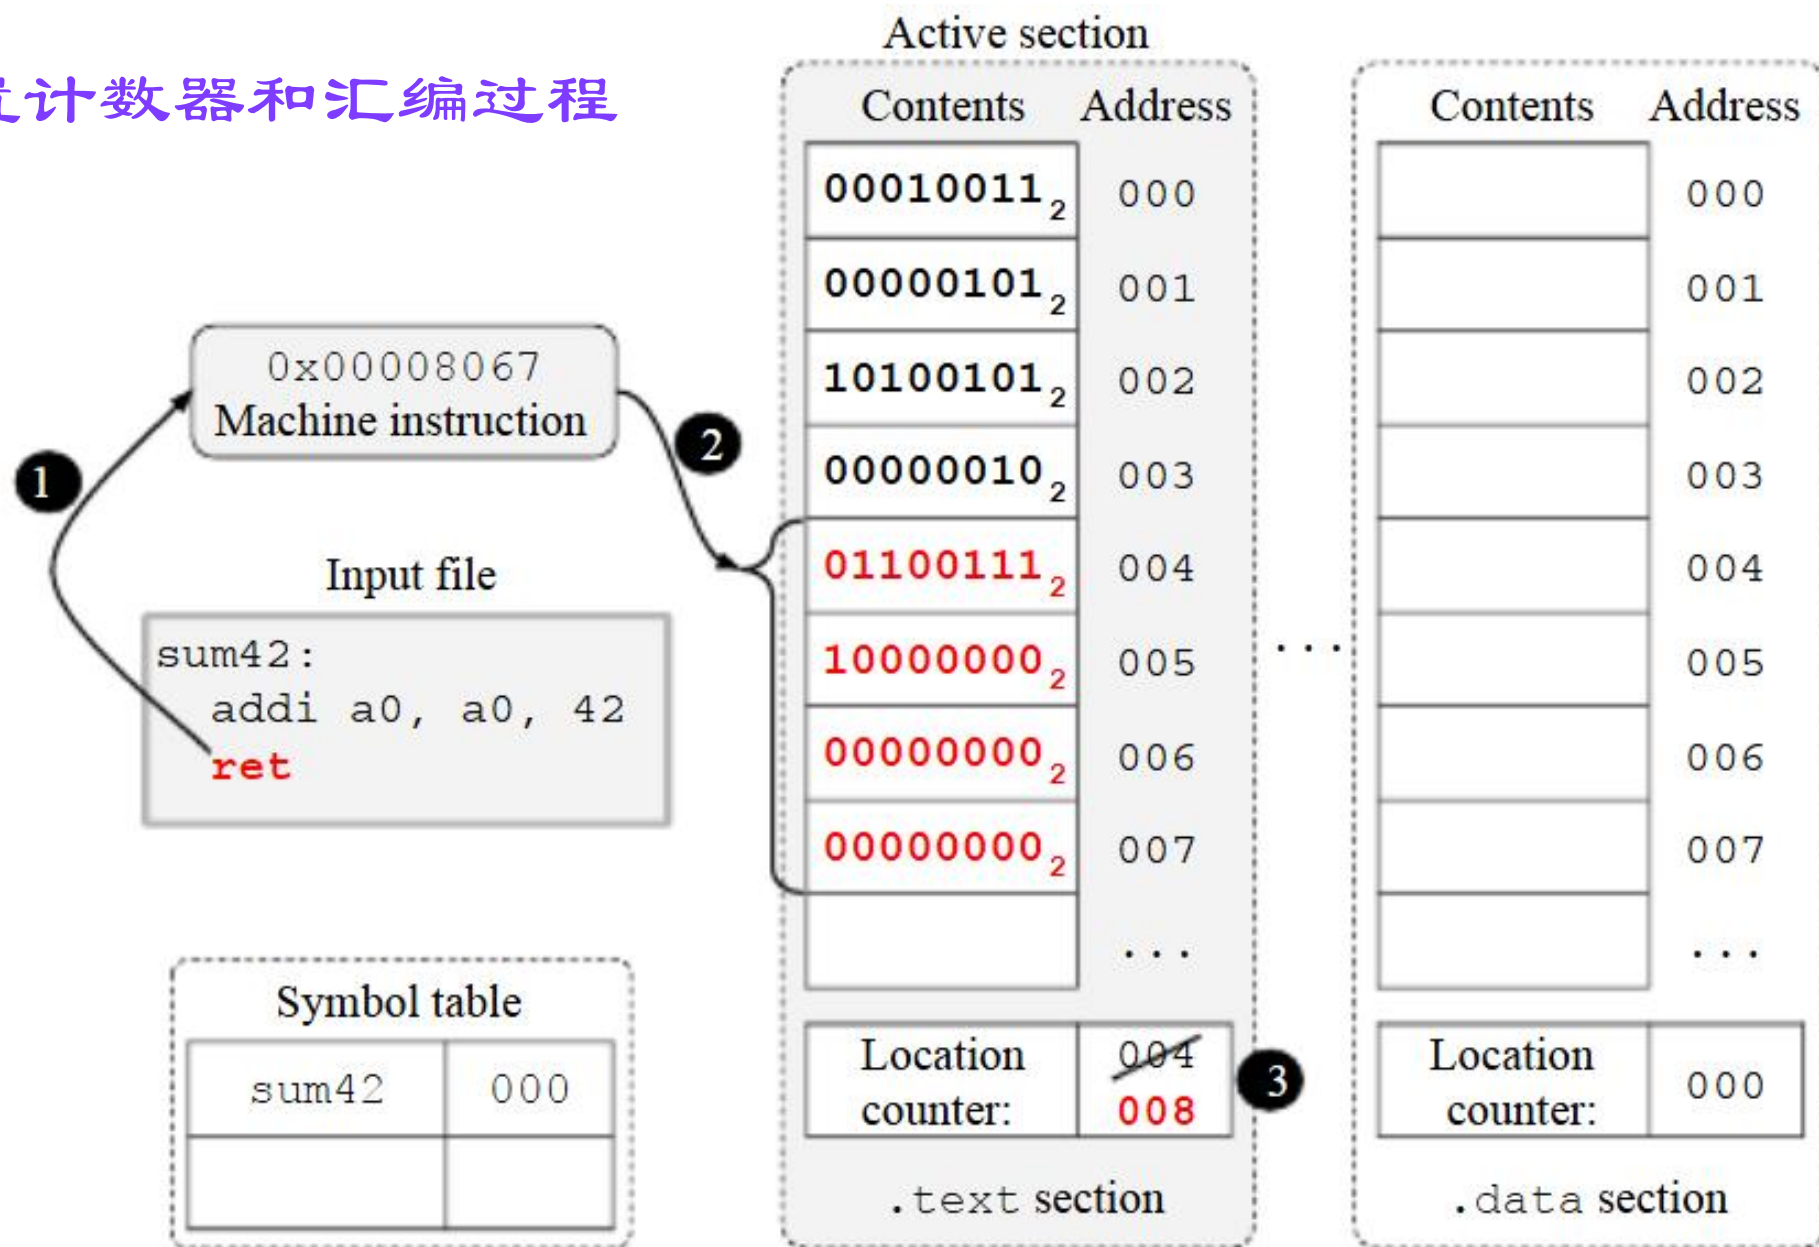 计数器和汇编过程
Active section
Contents Address
00010011₂ 000
00000101₂ 001
10100101₂ 002
00000010₂ 003
01100111₂ 004
10000000₂ 005
00000000₂ 006
00000000₂ 007
...
Location counter: 004 008
3
.text section
...
Contents Address
000
001
002
003
004
005
006
007
...
Location counter: 000
.data section
0x00008067
Machine instruction
1
2
Input file
sum42:
addi a0, a0, 42
ret
Symbol table
sum42 000